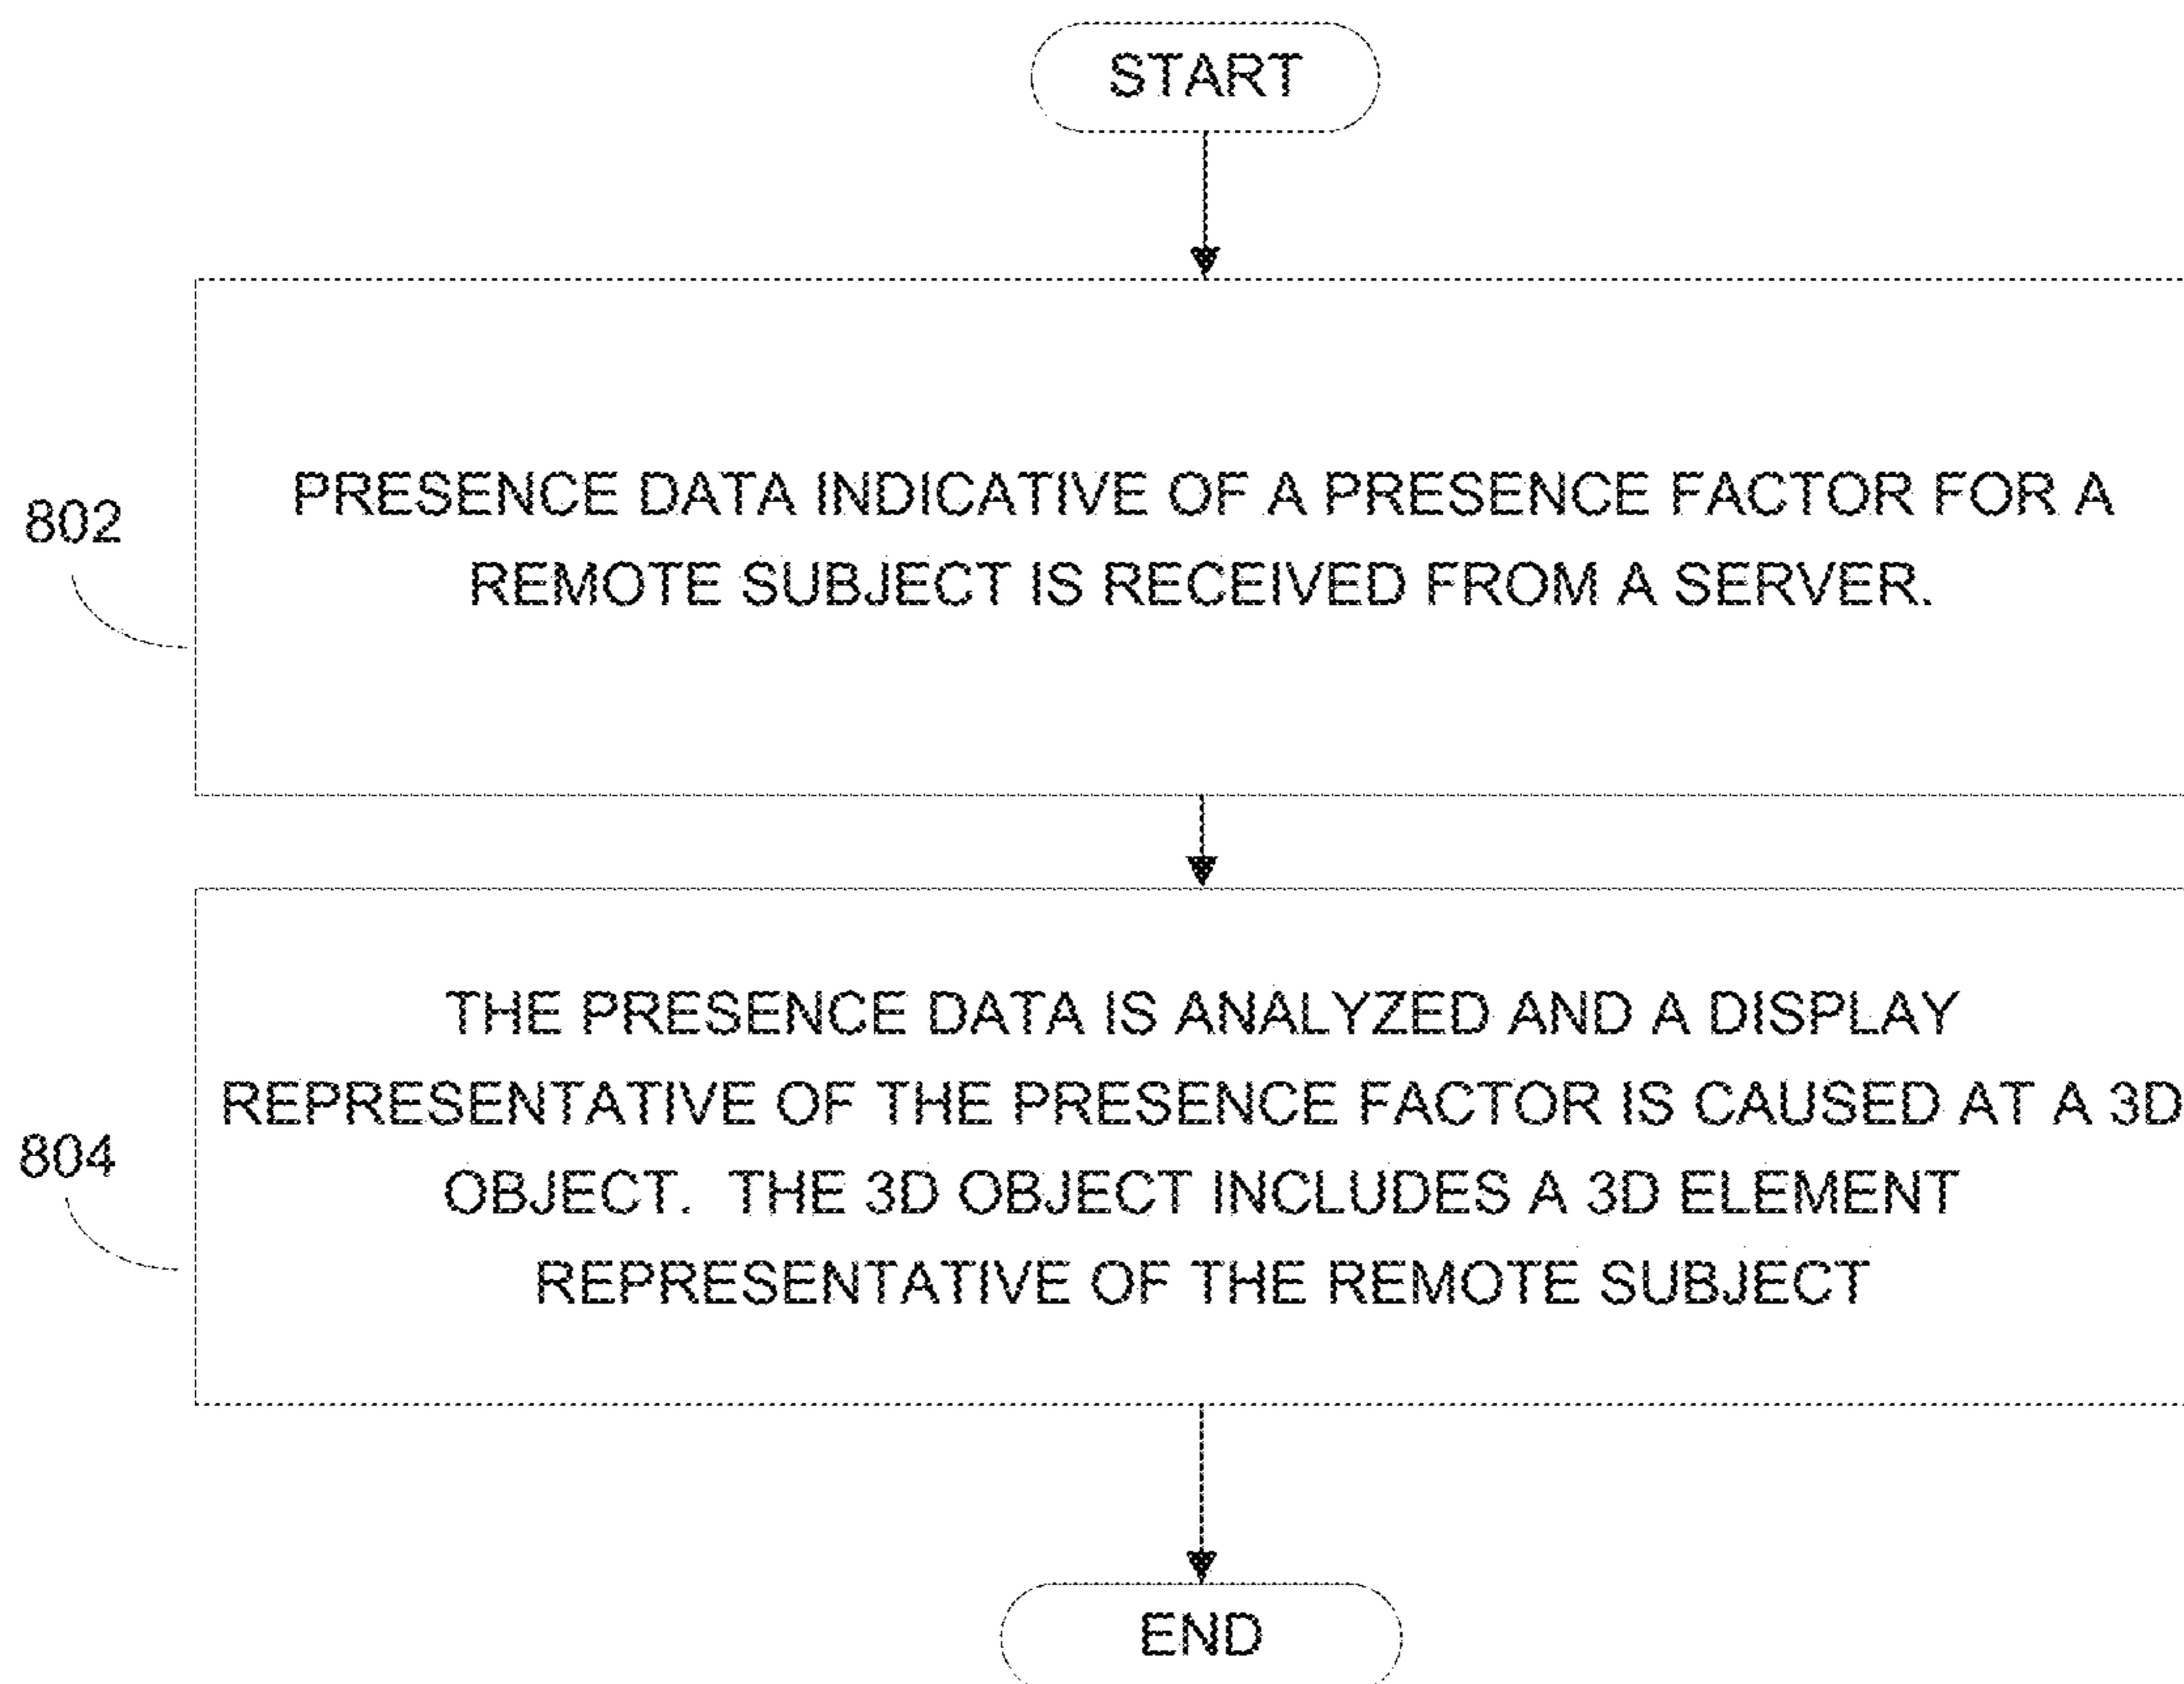 START
802
PRESENCE DATA INDICATIVE OF A PRESENCE FACTOR FOR A
REMOTE SUBJECT IS RECEIVED FROM A SERVER.
804
THE PRESENCE DATA IS ANALYZED AND A DISPLAY
REPRESENTATIVE OF THE PRESENCE FACTOR IS CAUSED AT A 3D
OBJECT. THE 3D OBJECT INCLUDES A 3D ELEMENT
REPRESENTATIVE OF THE REMOTE SUBJECT
END